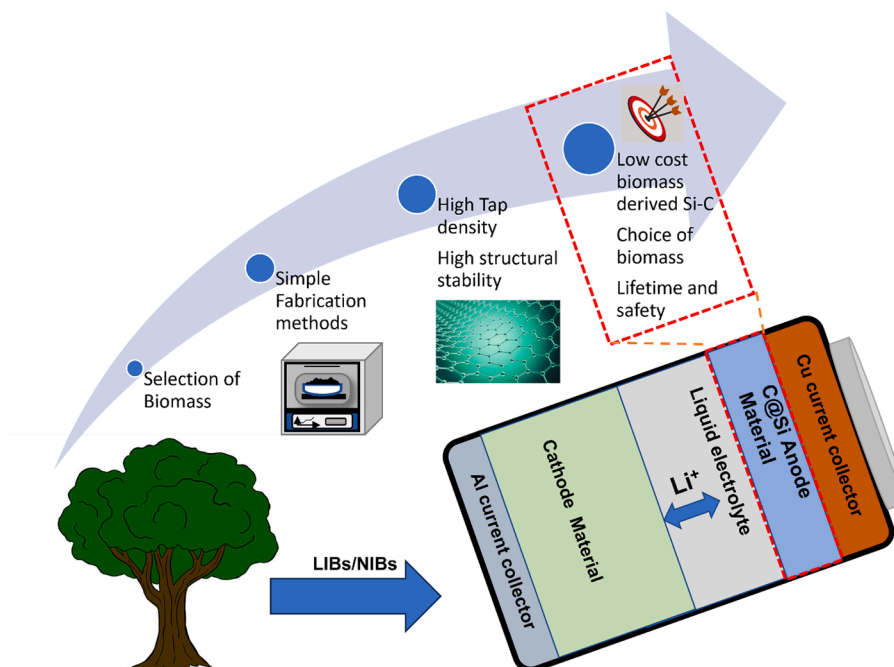 Low cost
biomass
derived Si-C
Choice of
biomass
Lifetime and
safety
High Tap
density
High structural
stability
Simple
Fabrication
methods
Selection of
Biomass
LIBs/NIBs
Al current collector
Cathode Material
Li+
Liquid electrolyte
C@Si Anode
Material
Cu current collector